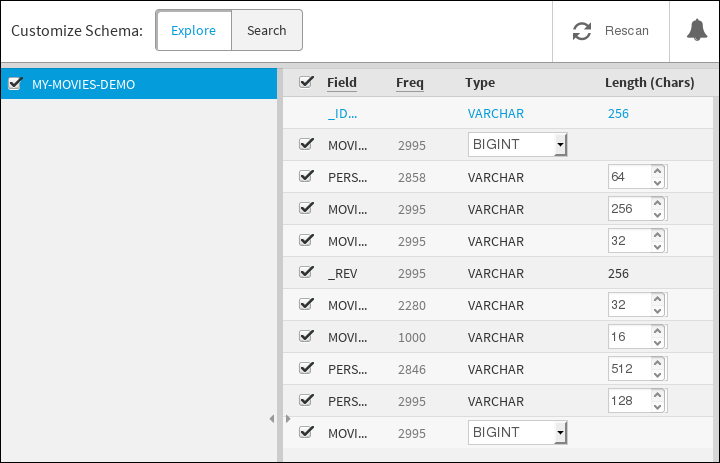 Customize Schema: Explore Search Rescan
MY-MOVIES-DEMO
Field Freq Type Length (Chars)
_ID... VARCHAR 256
MOVI... 2995 BIGINT
PERS... 2858 VARCHAR 64
MOVI... 2995 VARCHAR 256
MOVI... 2995 VARCHAR 32
_REV 2995 VARCHAR 256
MOVI... 2280 VARCHAR 32
MOVI... 1000 VARCHAR 16
PERS... 2846 VARCHAR 512
PERS... 2995 VARCHAR 128
MOVI... 2995 BIGINT